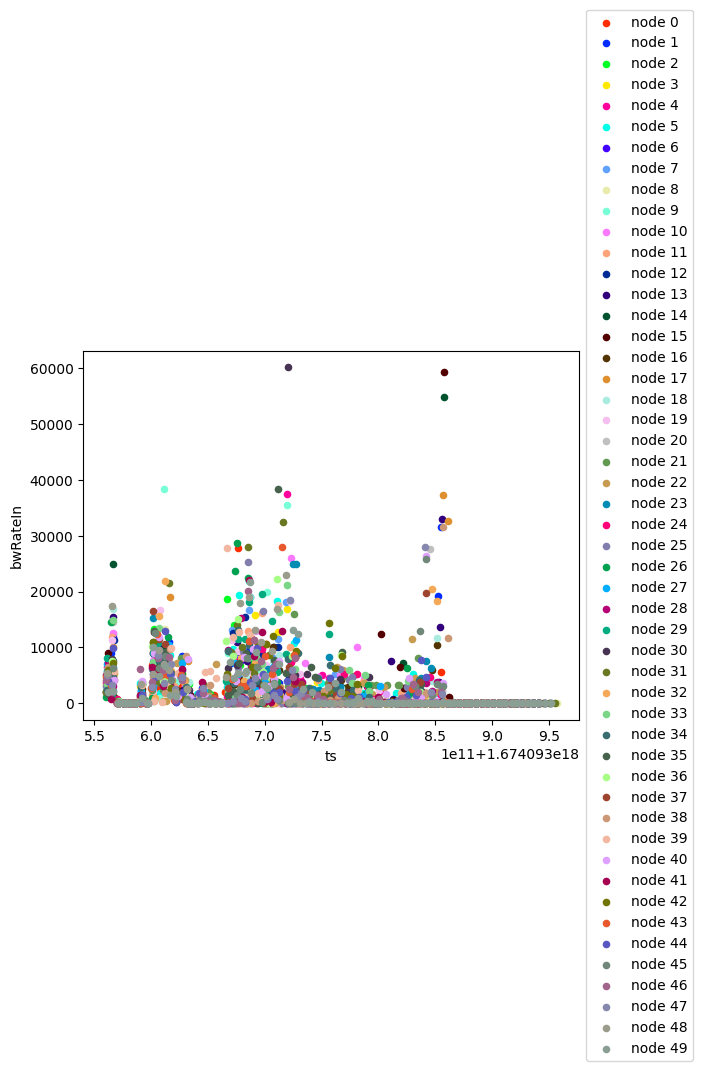 node 0
node 1
node 2
node 3
node 4
node 5
node 6
node 7
node 8
node 9
node 10
node 11
node 12
node 13
node 14
node 15
node 16
node 17
node 18
node 19
node 20
node 21
node 22
node 23
node 24
node 25
node 26
node 27
node 28
node 29
node 30
node 31
node 32
node 33
node 34
node 35
node 36
node 37
node 38
node 39
node 40
node 41
node 42
node 43
node 44
node 45
node 46
node 47
node 48
node 49
60000
50000
40000
30000
20000
10000
0
bwRateIn
5.5 6.0 6.5 7.0 7.5 8.0 8.5 9.0 9.5
ts
1e11+1.674093e18